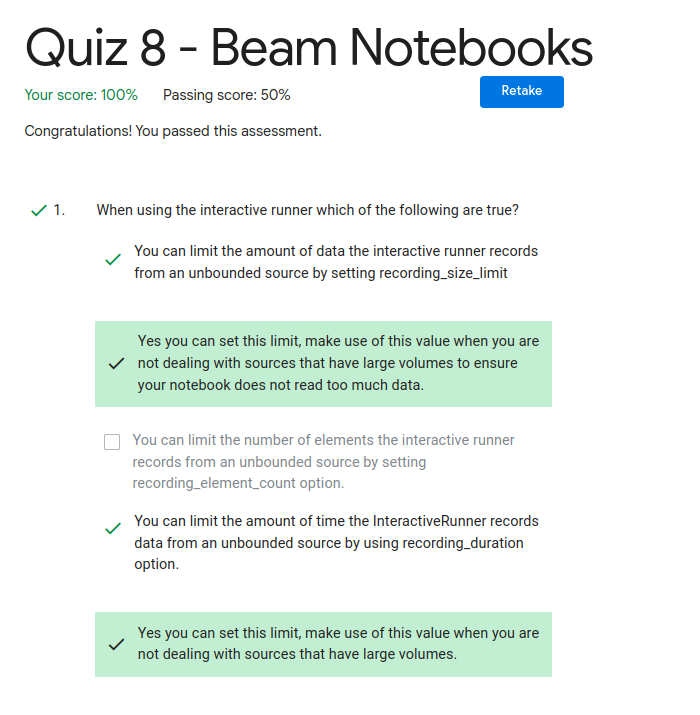 Quiz 8 - Beam Notebooks
Your score: 100% Passing score: 50% Retake
Congratulations! You passed this assessment.
1. When using the interactive runner which of the following are true?
You can limit the amount of data the interactive runner records
from an unbounded source by setting recording_size_limit
Yes you can set this limit, make use of this value when you are
not dealing with sources that have large volumes to ensure
your notebook does not read too much data.
You can limit the number of elements the interactive runner
records from an unbounded source by setting
recording_element_count option.
You can limit the amount of time the InteractiveRunner records
data from an unbounded source by using recording_duration
option.
Yes you can set this limit, make use of this value when you are
not dealing with sources that have large volumes.